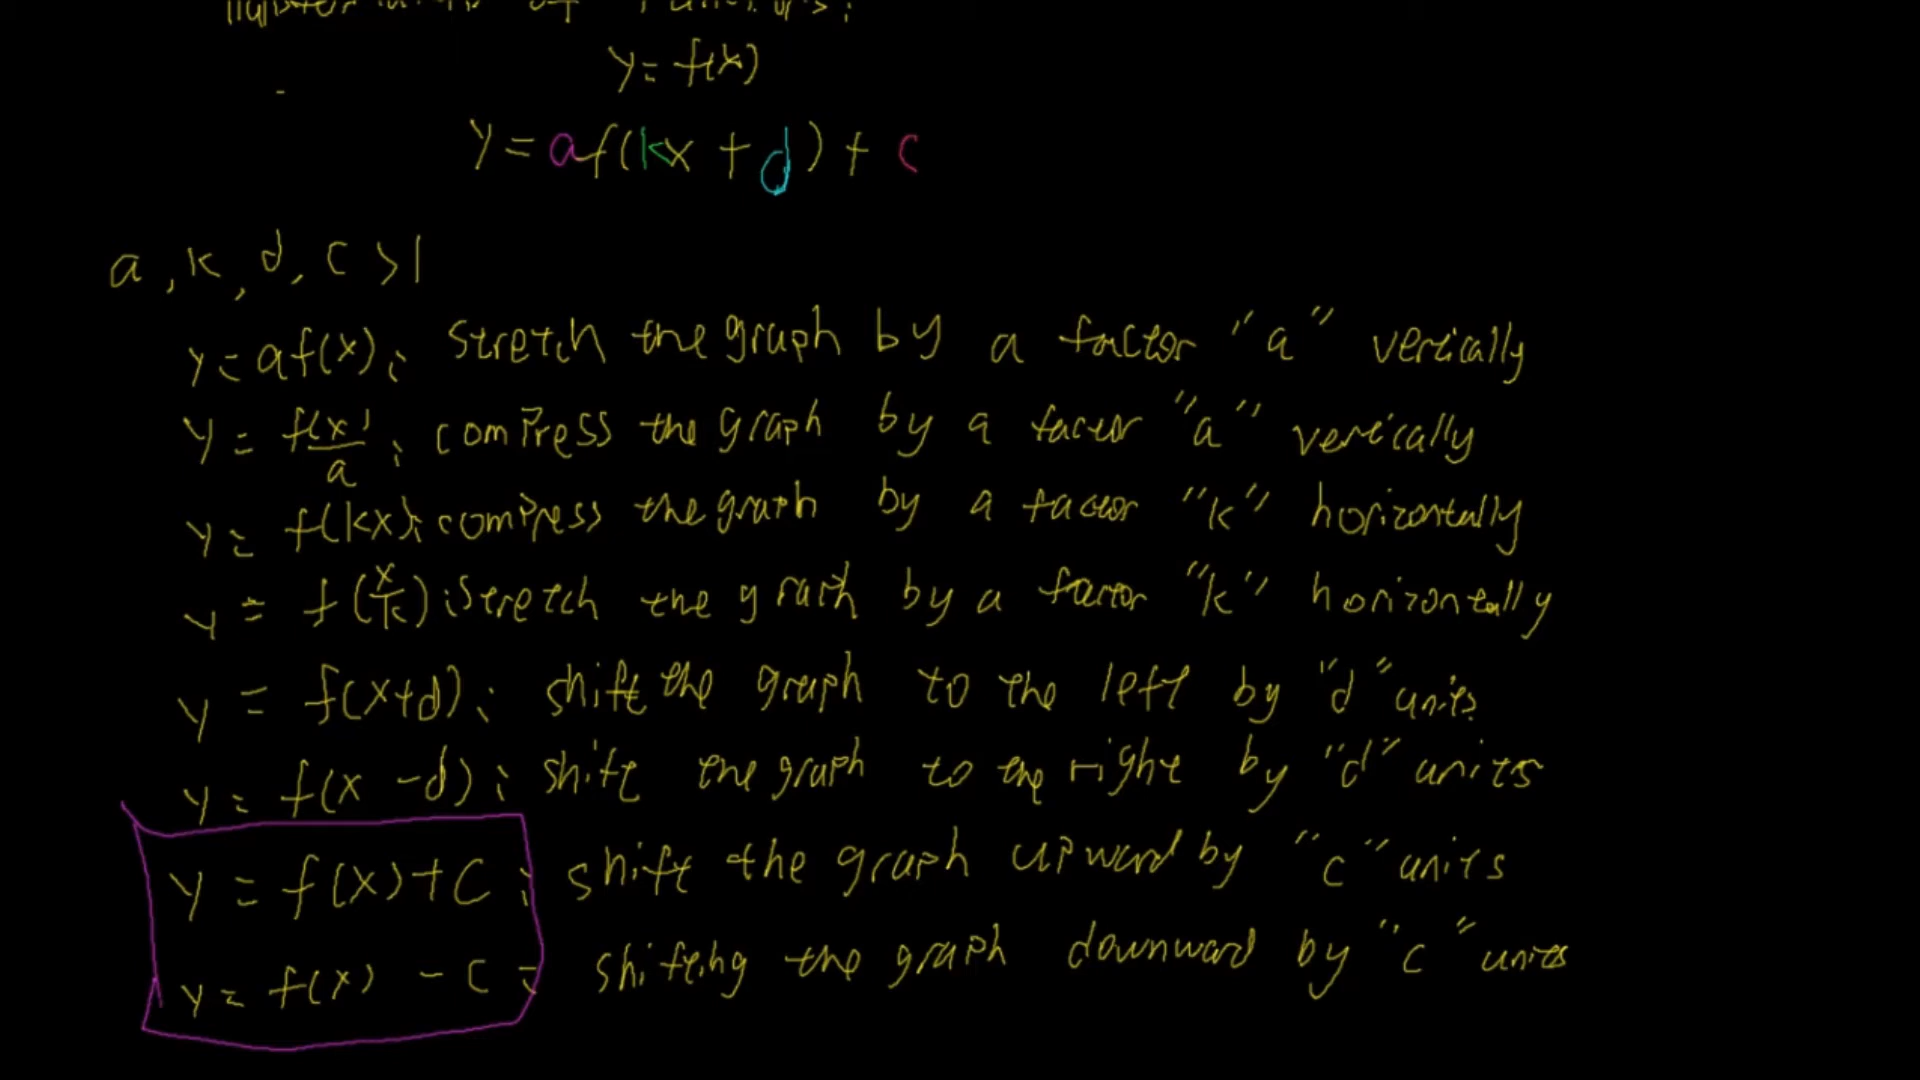 of
y = f(x)
y = af(kx + d) + c
a, k, d, c > 1
y = af(x): stretch the graph by a factor "a" vertically
y = f(x)/a: compress the graph by a factor "a" vertically
y = f(kx): compress the graph by a factor "k" horizontally
y = f(x/k): stretch the graph by a factor "k" horizontally
y = f(x+d): shift the graph to the left by "d" units
y = f(x - d): shift the graph to the right by "d" units
y = f(x) + C: shift the graph upward by "c" units
y = f(x) - C: shifting the graph downward by "c" units